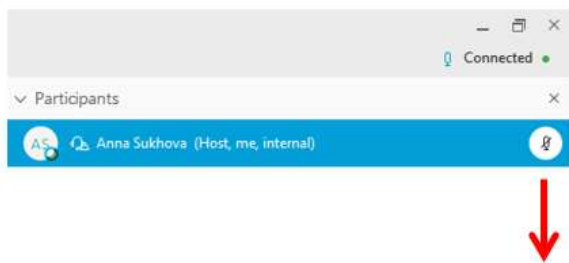 Connected
Participants
AS Anna Sukhova (Host, me, internal)